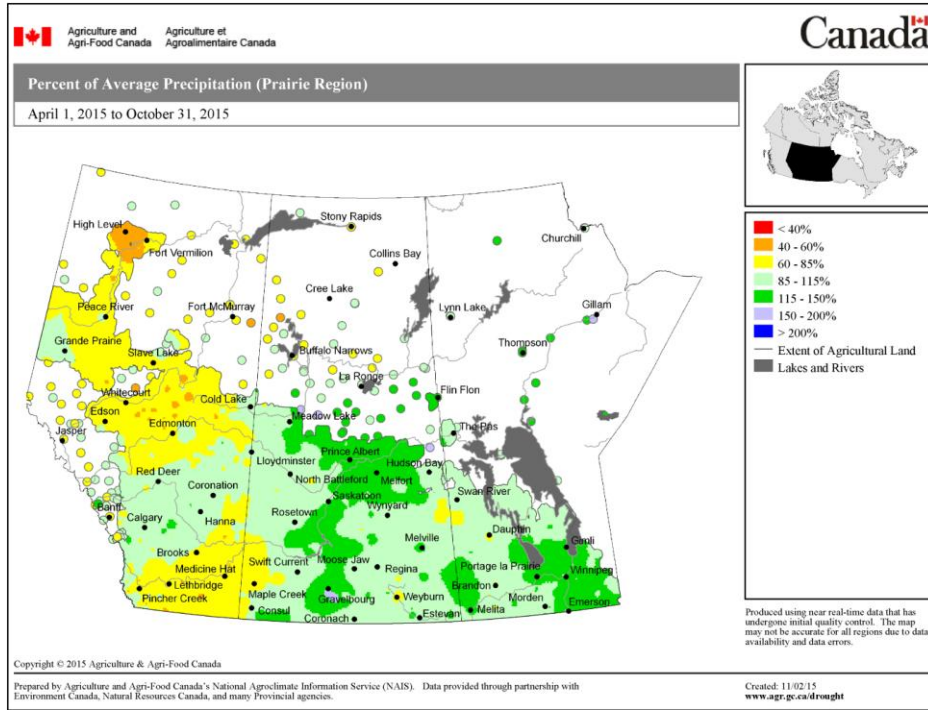 Agriculture and Agriculture et
Agri-Food Canada Agroalimentaire Canada
Canada
Percent of Average Precipitation (Prairie Region)
April 1, 2015 to October 31, 2015
High Level
Fort Vermilion
Stony Rapids
Churchill
Collins Bay
Cree Lake
Peace River
Fort McMurray
Lynn Lake
Gillam
Grande Prairie
Slave Lake
Buffalo Narrows
Thompson
La Ronge
Whitecourt
Cold Lake
Flin Flon
Edson
Meadow Lake
Jasper
Edmonton
The Pas
Lloydminster
Prince Albert
Hudson Bay
Red Deer
North Battleford
Melfort
Coronation
Saskatoon
Swan River
Banff
Wynyard
Calgary
Hanna
Rosetown
Dauphin
Brooks
Melville
Gimli
Medicine Hat
Swift Current
Moose Jaw
Regina
Portage la Prairie
Winnipeg
Lethbridge
Brandon
Pincher Creek
Maple Creek
Gravelbourg
Weyburn
Morden
Emerson
Consul
Coronach
Estevan
Melita
< 40%
40 - 60%
60 - 85%
85 - 115%
115 - 150%
150 - 200%
> 200%
Extent of Agricultural Land
Lakes and Rivers
Produced using near real-time data that has
undergone initial quality control. The map
may not be accurate for all regions due to data
availability and data errors.
Copyright © 2015 Agriculture & Agri-Food Canada
Prepared by Agriculture and Agri-Food Canada's National Agroclimate Information Service (NAIS). Data provided through partnership with
Environment Canada, Natural Resources Canada, and many Provincial agencies.
Created: 11/02/15
www.agr.gc.ca/drought